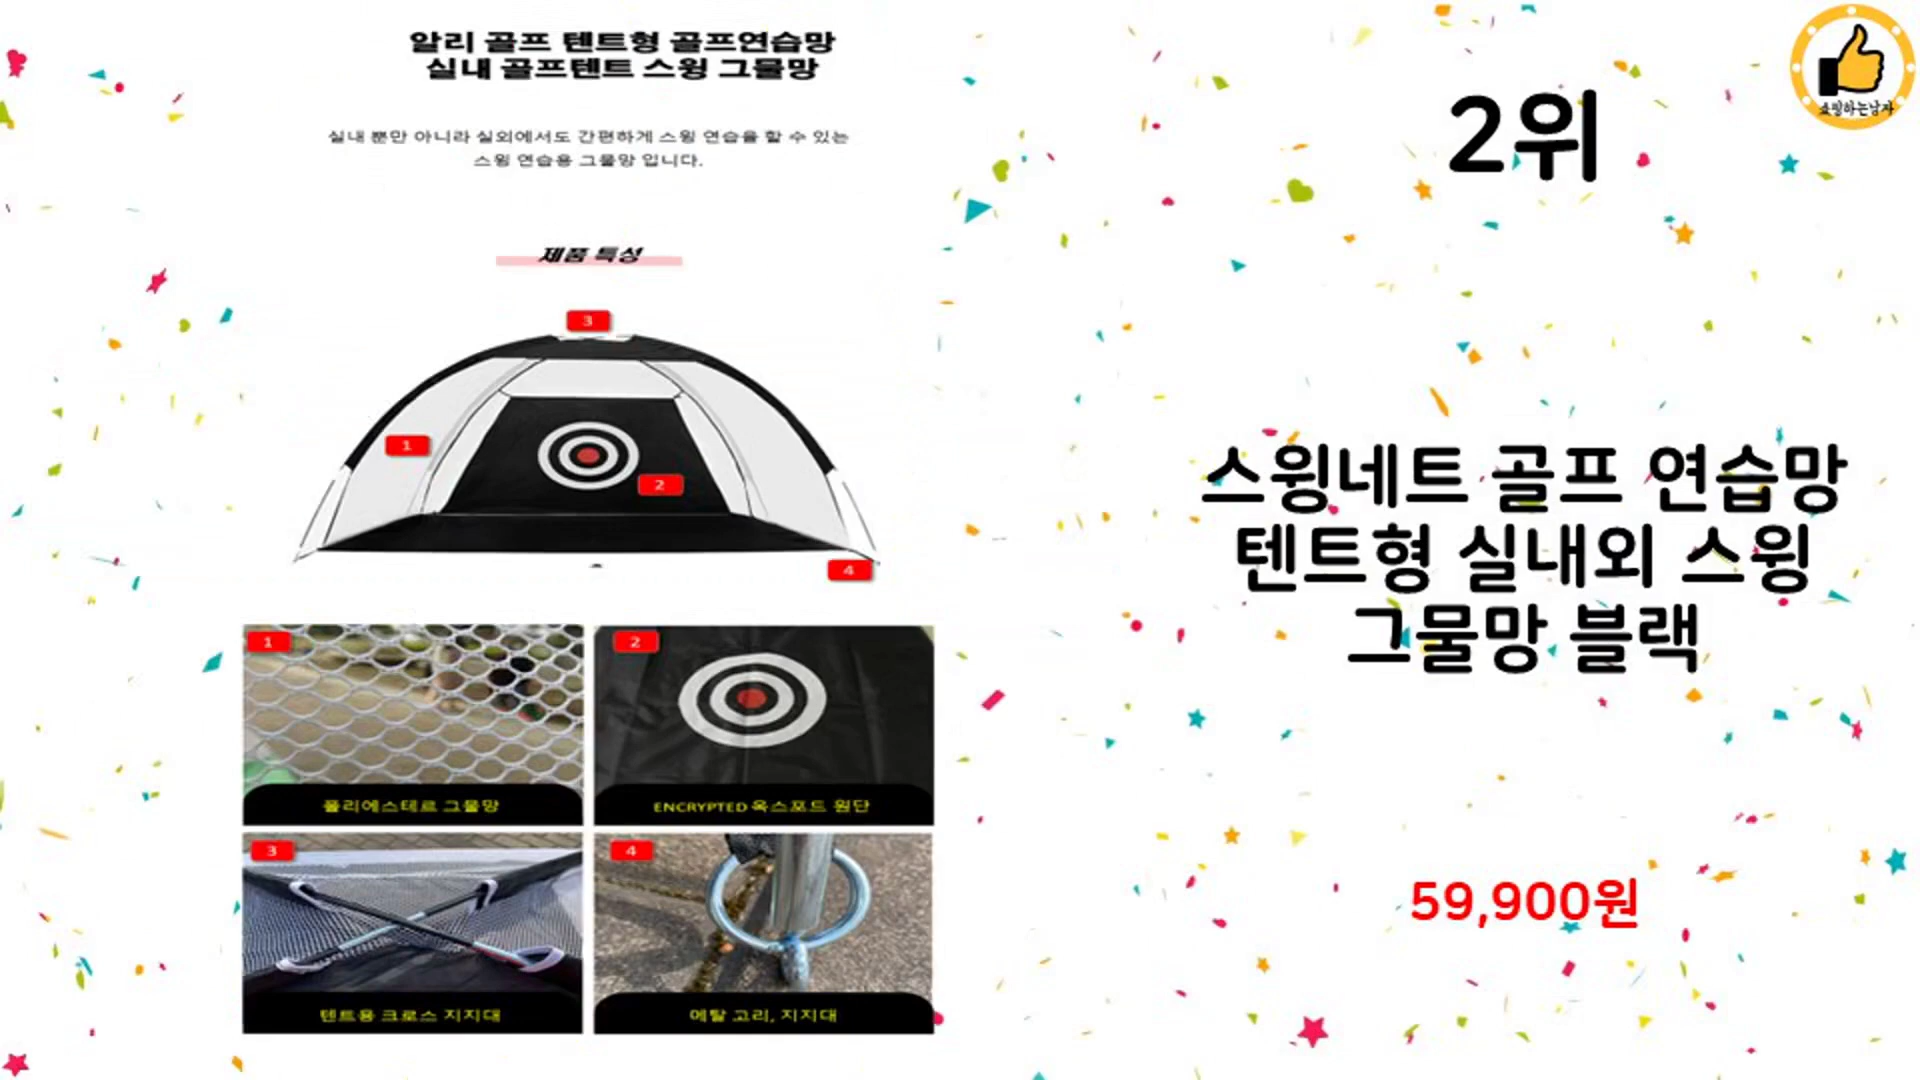 알리 골프 텐트형 골프연습망
실내 골프텐트 스윙 그물망
실내 뿐만 아니라 실외에서도 간편하게 스윙 연습을 할 수 있는
스윙 연습용 그물망 입니다.
제품 특성
3
1
2
4
1
폴리에스테르 그물망
2
ENCRYPTED 옥스포드 원단
3
텐트용 크로스 지지대
4
메탈 고리, 지지대
쇼핑하는남자
2위
스윙네트 골프 연습망
텐트형 실내외 스윙
그물망 블랙
59,900원